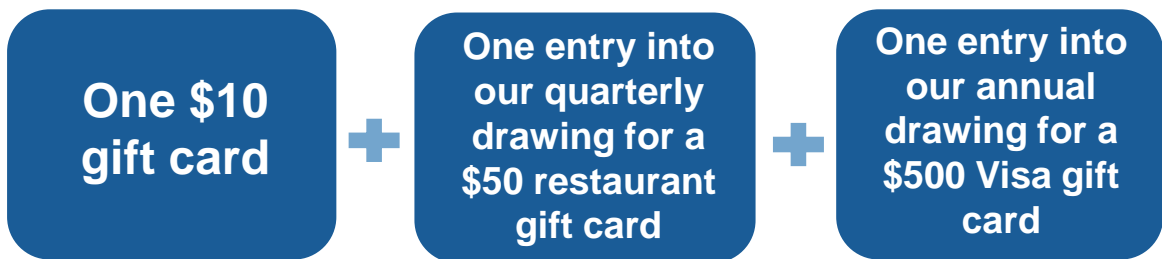 One $10
gift card
One entry into
our quarterly
drawing for a
$50 restaurant
gift card
One entry into
our annual
drawing for a
$500 Visa gift
card